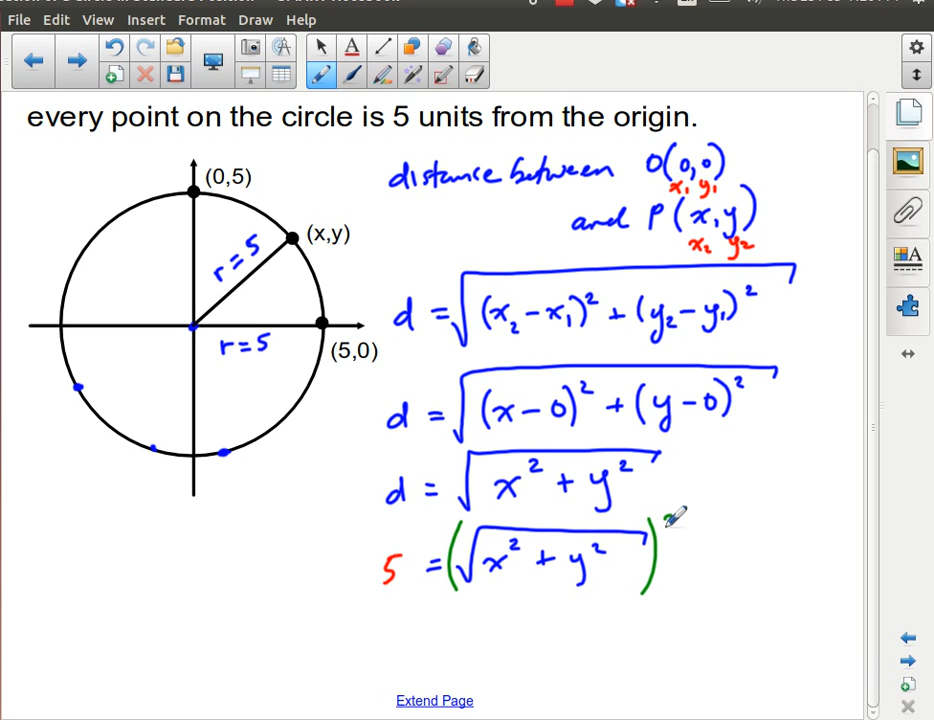 File Edit View Insert Format Draw Help
every point on the circle is 5 units from the origin.
(0,5)
(x,y)
r = 5
r = 5
(5,0)
distance between O(0,0)
x₁ y₁
and P(x,y)
x₂ y₂
d = √(x₂ - x₁)² + (y₂ - y₁)²
d = √(x - 0)² + (y - 0)²
d = √x² + y²
5 = (√x² + y²)
Extend Page